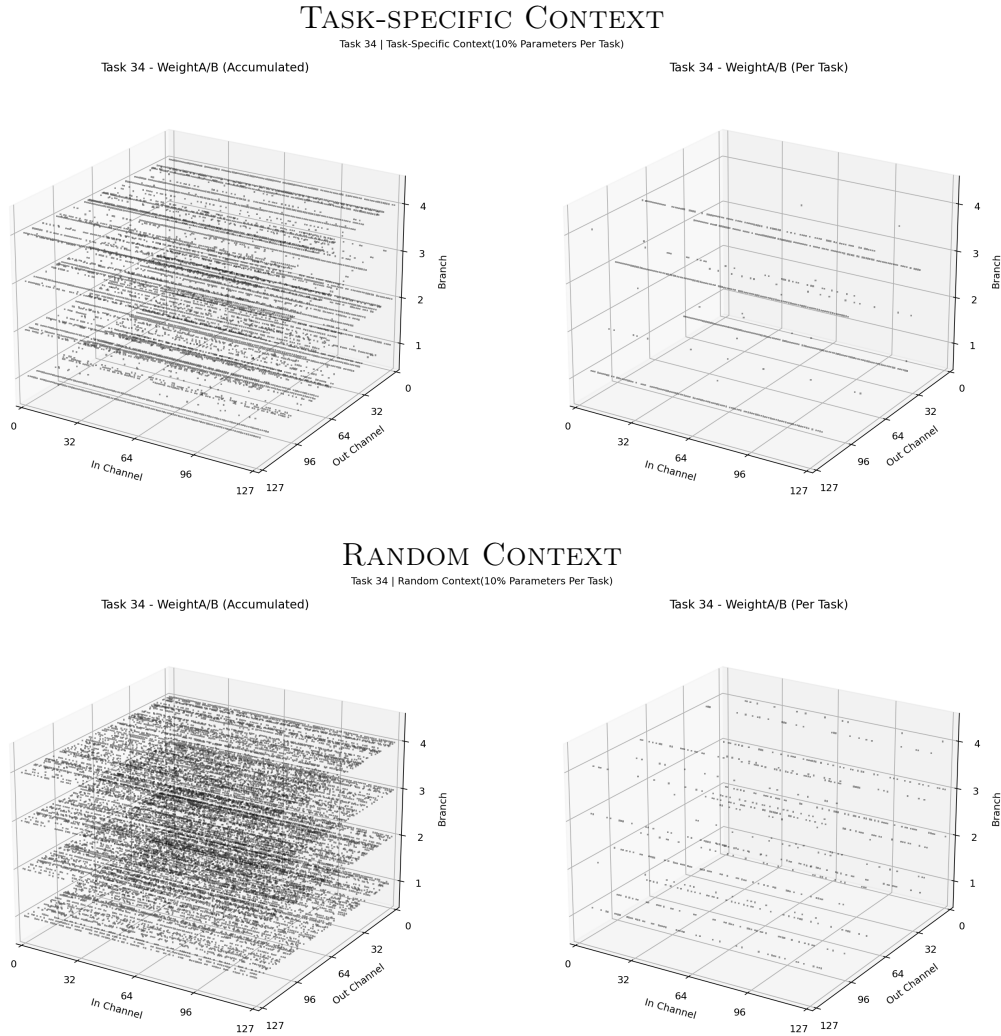 TASK-SPECIFIC CONTEXT
Task 34 | Task-Specific Context(10% Parameters Per Task)
Task 34 - WeightA/B (Accumulated)
Task 34 - WeightA/B (Per Task)
4
3
2
1
Branch
0
32
64
96
127
Out Channel
0
32
64
96
127
In Channel
4
3
2
1
Branch
0
32
64
96
127
Out Channel
0
32
64
96
127
In Channel
RANDOM CONTEXT
Task 34 | Random Context(10% Parameters Per Task)
Task 34 - WeightA/B (Accumulated)
Task 34 - WeightA/B (Per Task)
4
3
2
1
Branch
0
32
64
96
127
Out Channel
0
32
64
96
127
In Channel
4
3
2
1
Branch
0
32
64
96
127
Out Channel
0
32
64
96
127
In Channel